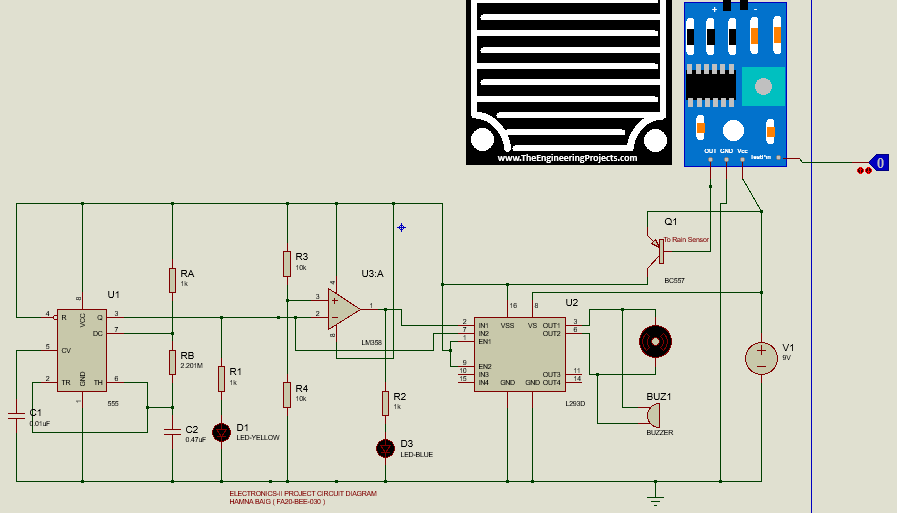 + -
www.TheEngineeringProjects.com
OUT GND Vcc
TestPin
0
Q1
To Rain Sensor
BC557
R3
10k
U3:A
RA
1k
U1
4
3
1
2
8
LM358
16
8
U2
4 R
8 VCC
Q 3
DC 7
5 CV
RB
2.201M
GND
1
2 TR
TH 6
555
2 IN1
7 IN2
1 EN1
9 EN2
10 IN3
15 IN4
VSS
VS
OUT1 3
OUT2 6
OUT3 11
OUT4 14
GND
GND
L293D
V1
9V
R1
1k
R4
10k
R2
1k
BUZ1
BUZZER
C1
0.01uF
C2
0.47uF
D1
LED-YELLOW
D3
LED-BLUE
ELECTRONICS-II PROJECT CIRCUIT DIAGRAM
HAMNA BAIG ( FA20-BEE-030 )